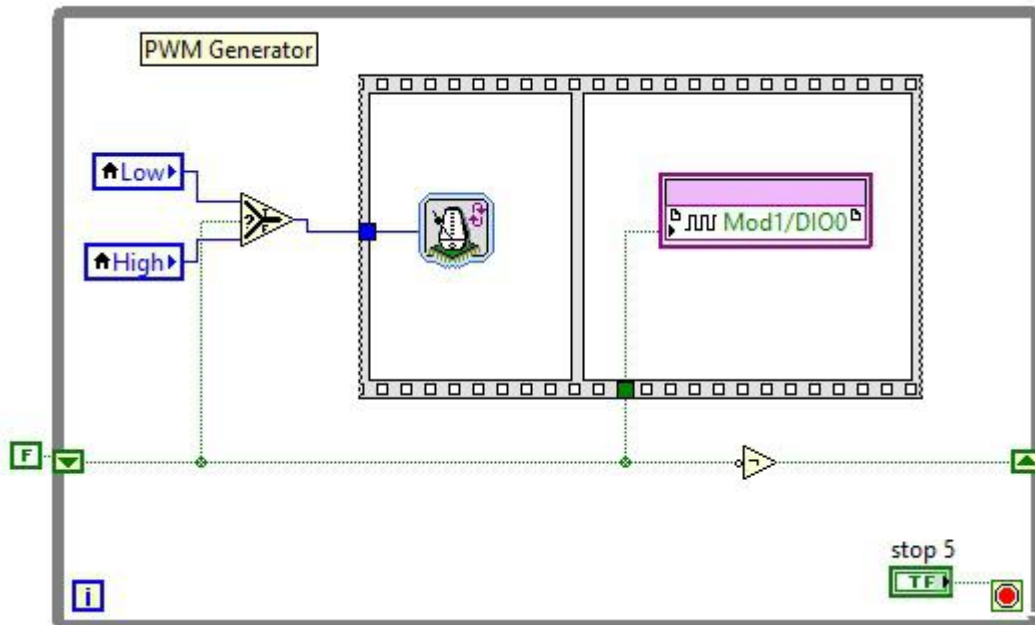 PWM Generator
Low
High
?
T
F
Mod1/DIO0
F
stop 5
TF
i